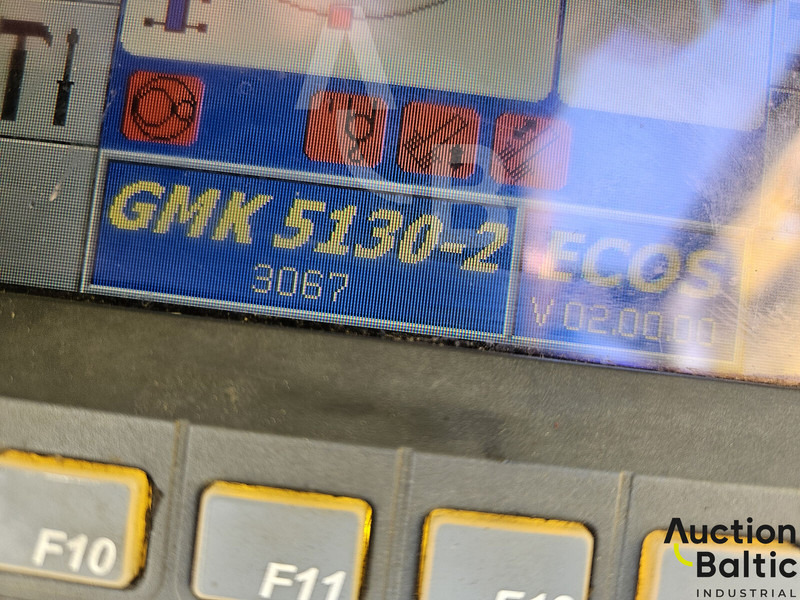 GMK 5130-2
3067
ECOS
V 02.00.00
F10
F11
Auction
Baltic
INDUSTRIAL